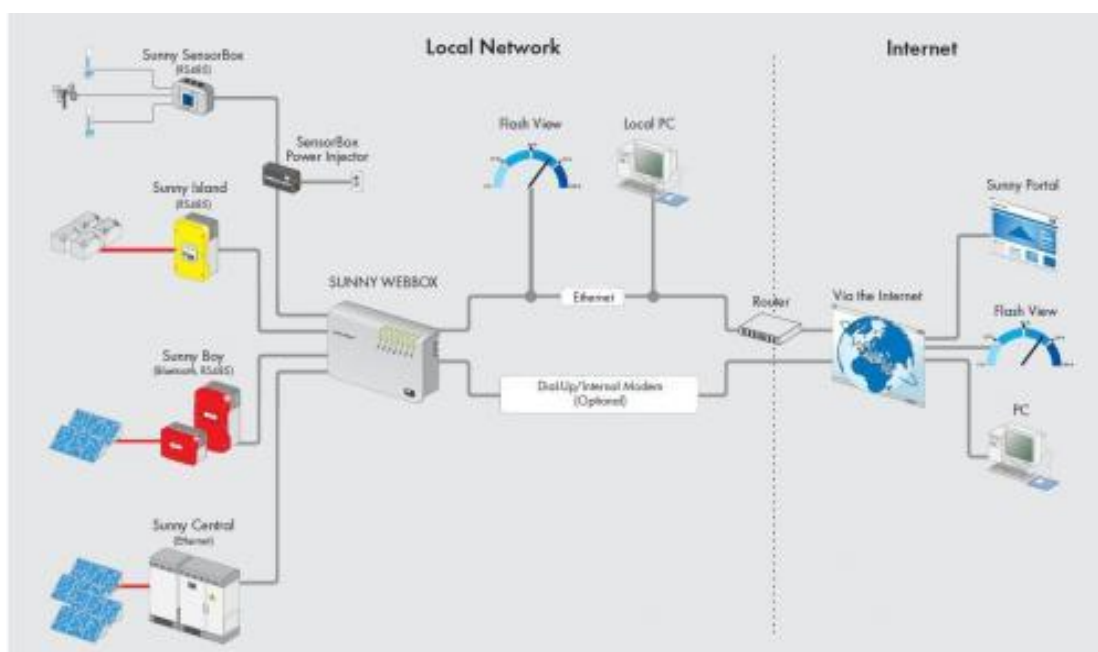 Local Network
Internet
Sunny SensorBox
(RS485)
SensorBox
Power Injector
Flash View
Local PC
Sunny Island
(RS485)
Sunny Portal
SUNNY WEBBOX
Ethernet
Router
Via the Internet
Flash View
Sunny Boy
(Bluetooth, RS485)
Dial-Up/Internal Modem
(Optional)
PC
Sunny Central
(Ethernet)